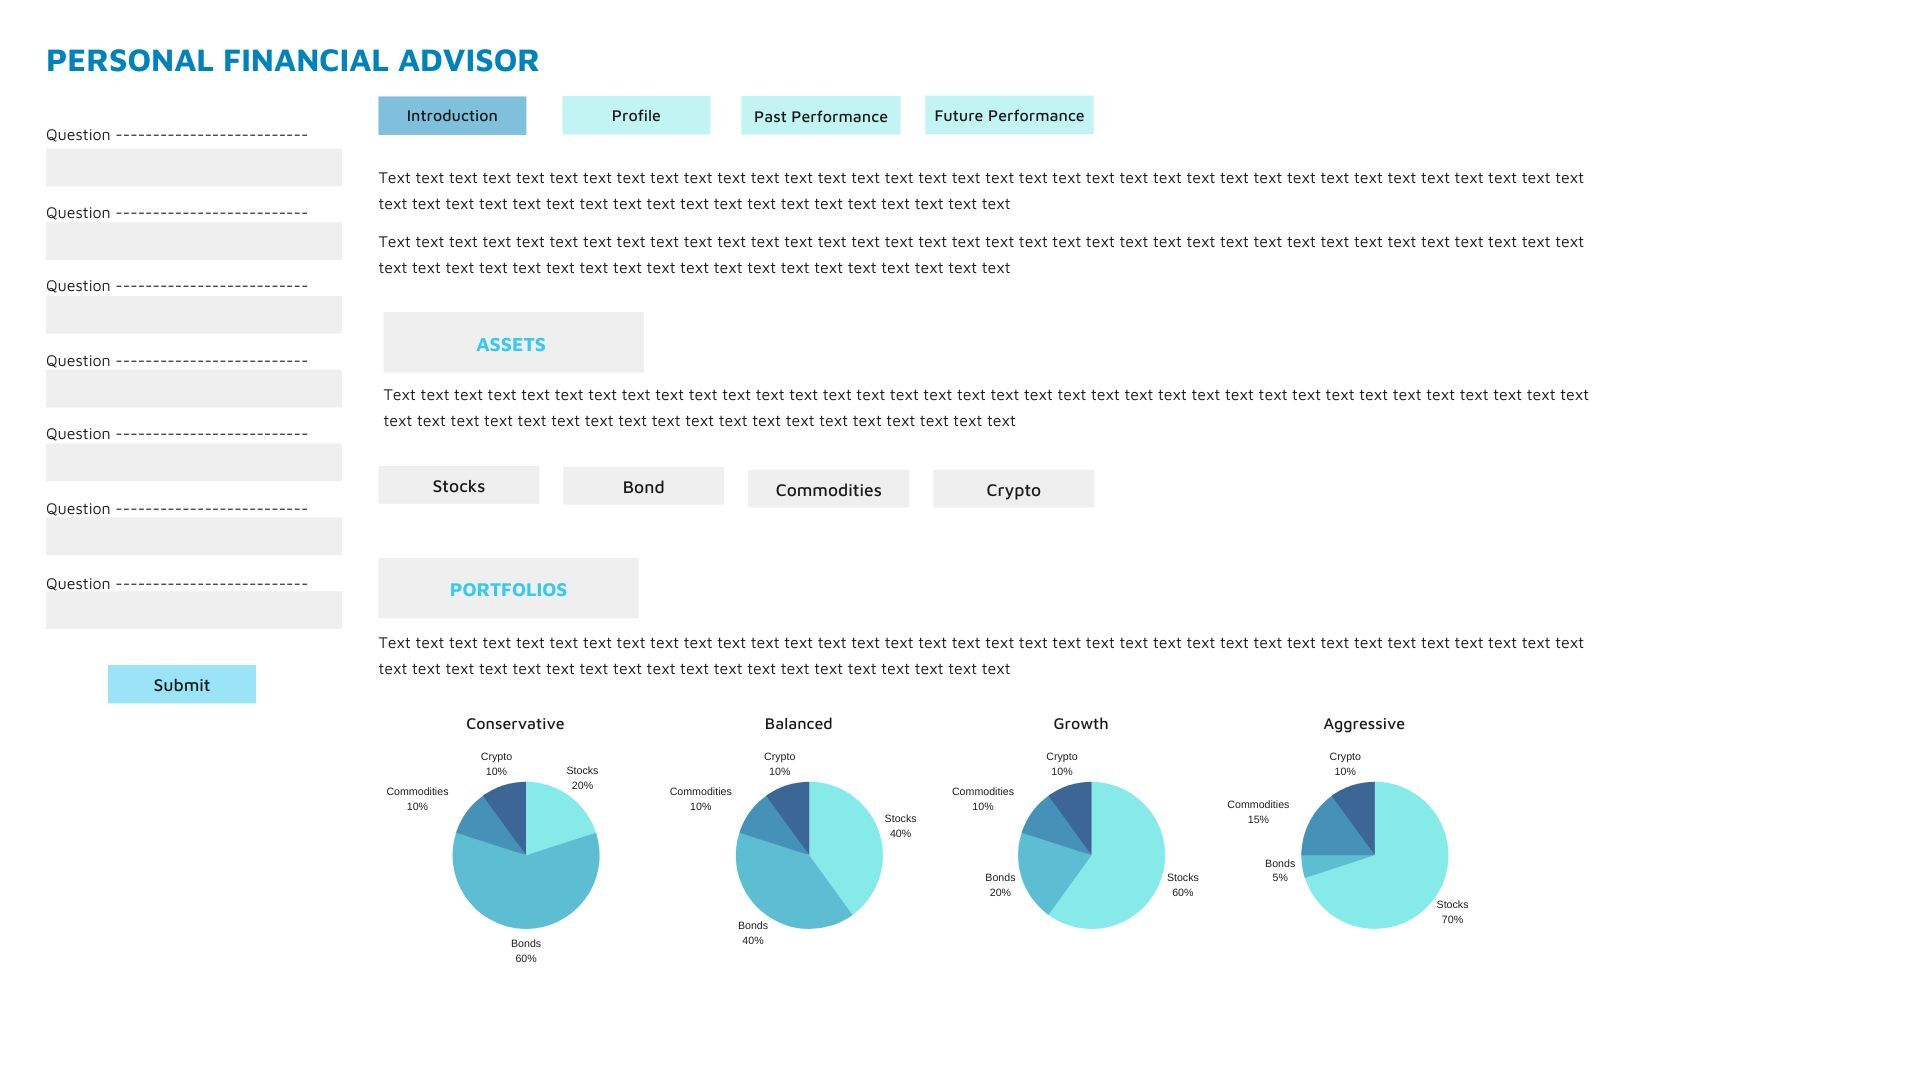 PERSONAL FINANCIAL ADVISOR
Question --------------------------
Question --------------------------
Question --------------------------
Question --------------------------
Question --------------------------
Question --------------------------
Question --------------------------
Submit
Introduction
Profile
Past Performance
Future Performance
Text text text text text text text text text text text text text text text text text text text text text text text text text text text text text text text text text text text text
text text text text text text text text text text text text text text text text text text text
Text text text text text text text text text text text text text text text text text text text text text text text text text text text text text text text text text text text text
text text text text text text text text text text text text text text text text text text text
ASSETS
Text text text text text text text text text text text text text text text text text text text text text text text text text text text text text text text text text text text text
text text text text text text text text text text text text text text text text text text text
Stocks
Bond
Commodities
Crypto
PORTFOLIOS
Text text text text text text text text text text text text text text text text text text text text text text text text text text text text text text text text text text text text
text text text text text text text text text text text text text text text text text text text
Conservative
Crypto
10%
Stocks
20%
Commodities
10%
Bonds
60%
Balanced
Crypto
10%
Commodities
10%
Stocks
40%
Bonds
40%
Growth
Crypto
10%
Commodities
10%
Bonds
20%
Stocks
60%
Aggressive
Crypto
10%
Commodities
15%
Bonds
5%
Stocks
70%